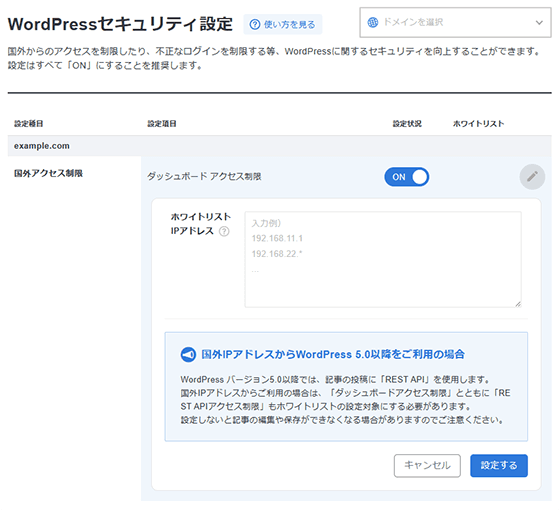 WordPressセキュリティ設定
使い方を見る
ドメインを選択
国外からのアクセスを制限したり、不正なログインを制限する等、WordPressに関するセキュリティを向上することができます。
設定はすべて「ON」にすることを推奨します。
設定種目 設定項目 設定状況 ホワイトリスト
example.com
国外アクセス制限 ダッシュボード アクセス制限 ON
ホワイトリスト
IPアドレス ?
入力例）
192.168.11.1
192.168.22.*
...
国外IPアドレスからWordPress 5.0以降をご利用の場合
WordPress バージョン5.0以降では、記事の投稿に「REST API」を使用します。
国外IPアドレスからご利用の場合は、「ダッシュボードアクセス制限」とともに「RE
ST APIアクセス制限」もホワイトリストの設定対象にする必要があります。
設定しないと記事の編集や保存ができなくなる場合がありますのでご注意ください。
キャンセル 設定する